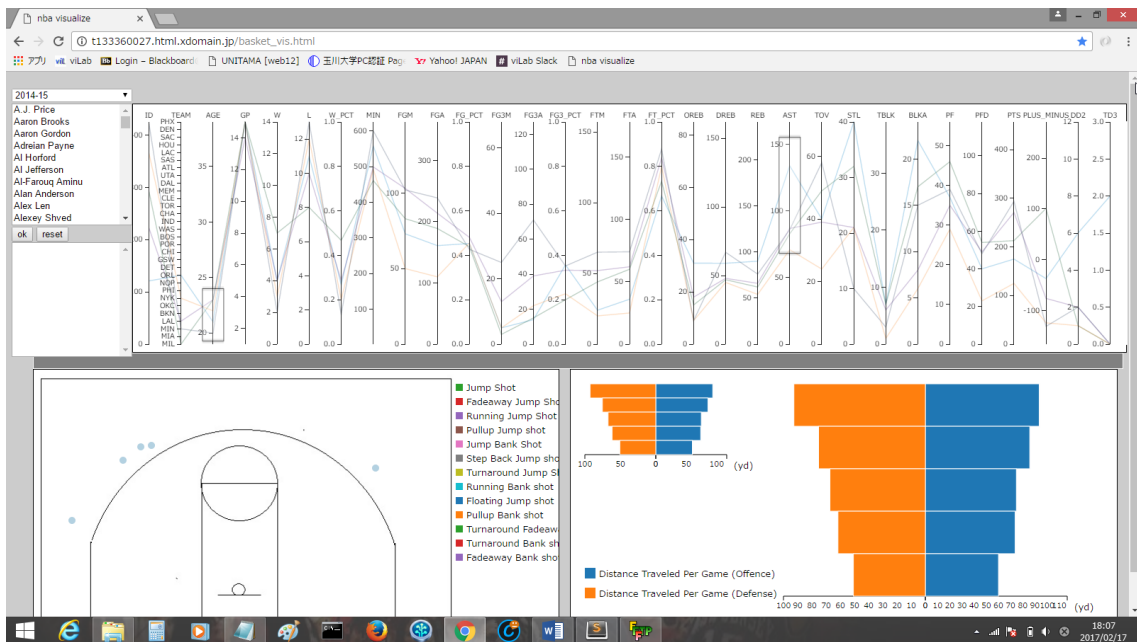 nba visualize
t133360027.html.xdomain.jp/basket_vis.html
アプリ viLab Login – Blackboard UNITAMA [web12] 玉川大学PC認証 Page Yahoo! JAPAN viLab Slack nba visualize
2014-15
A.J. Price
Aaron Brooks
Aaron Gordon
Adreian Payne
Al Horford
Al Jefferson
Al-Farouq Aminu
Alan Anderson
Alex Len
Alexey Shved
ok reset
ID TEAM AGE GP W L W_PCT MIN FGM FGA FG_PCT FG3M FG3A FG3_PCT FTM FTA FT_PCT OREB DREB REB AST TOV STL TBLK BLKA PF PFD PTS PLUS_MINUS DD2 TD3
PHX
DEN
SAC
HOU
LAC
SAS
ATL
UTA
DAL
MEM
CLE
TOR
CHA
IND
WAS
BOS
POR
CHI
GSW
DET
ORL
NOP
PHI
NYK
OKC
BKN
LAL
MIN
MIA
MIL
35
30
25
20
Jump Shot
Fadeaway Jump Sho
Running Jump Shot
Pullup Jump shot
Jump Bank Shot
Step Back Jump sho
Turnaround Jump S
Running Bank shot
Floating Jump shot
Pullup Bank shot
Turnaround Fadeaw
Turnaround Bank sh
Fadeaway Bank shot
100 50 0 50 100 (yd)
Distance Traveled Per Game (Offence)
Distance Traveled Per Game (Defense)
100 90 80 70 60 50 40 30 20 10 0 10 20 30 40 50 60 70 80 90 100 110 (yd)
18:07
2017/02/17